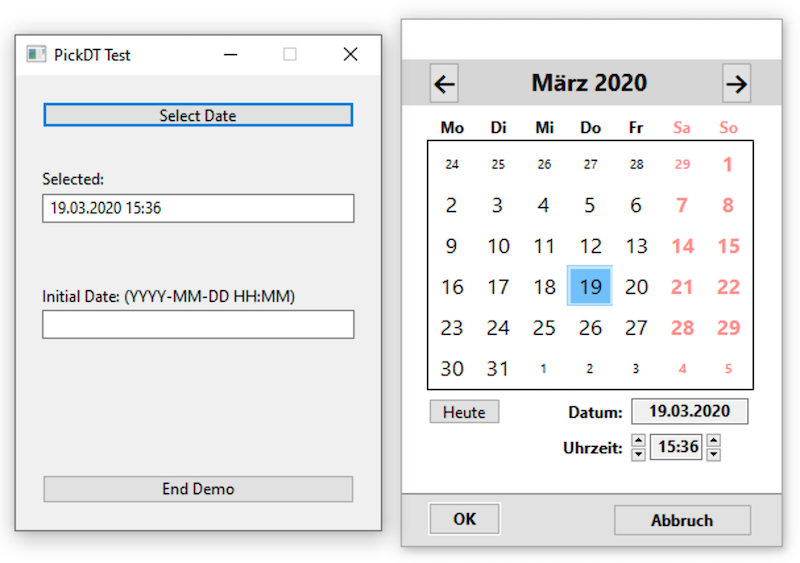 PickDT Test
Select Date
Selected:
19.03.2020 15:36
Initial Date: (YYYY-MM-DD HH:MM)
End Demo
März 2020
Mo Di Mi Do Fr Sa So
24 25 26 27 28 29 1
2 3 4 5 6 7 8
9 10 11 12 13 14 15
16 17 18 19 20 21 22
23 24 25 26 27 28 29
30 31 1 2 3 4 5
Heute Datum: 19.03.2020
Uhrzeit: 15:36
OK Abbruch